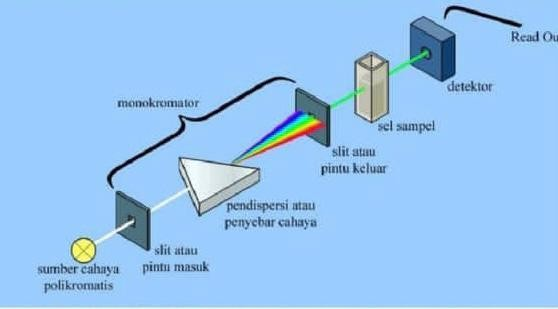 Read Ou
detektor
monokromator
sel sampel
slit atau
pintu keluar
pendispersi atau
penyebar cahaya
slit atau
pintu masuk
sumber cahaya
polikromatis